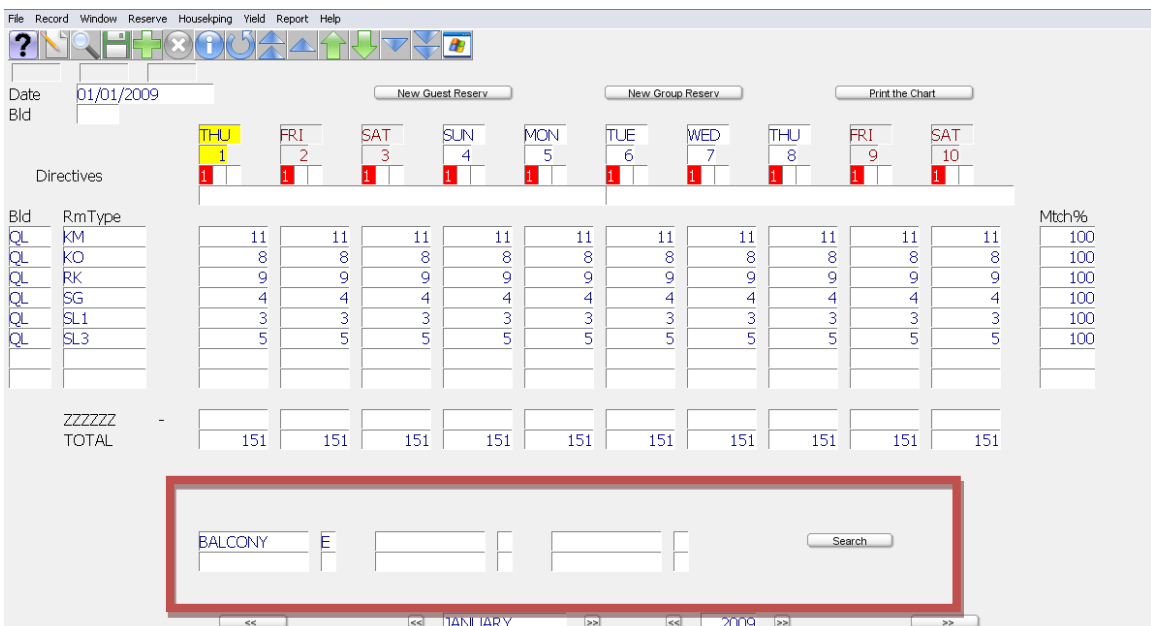 File Record Window Reserve Housekping Yield Report Help
?
Date 01/01/2009 New Guest Reserv New Group Reserv Print the Chart
Bld
THU FRI SAT SUN MON TUE WED THU FRI SAT
1 2 3 4 5 6 7 8 9 10
Directives 1 1 1 1 1 1 1 1 1 1
Bld RmType Mtch%
QL KM 11 11 11 11 11 11 11 11 11 11 100
QL KO 8 8 8 8 8 8 8 8 8 8 100
QL RK 9 9 9 9 9 9 9 9 9 9 100
QL SG 4 4 4 4 4 4 4 4 4 4 100
QL SL1 3 3 3 3 3 3 3 3 3 3 100
QL SL3 5 5 5 5 5 5 5 5 5 5 100
ZZZZZZ -
TOTAL 151 151 151 151 151 151 151 151 151 151
BALCONY E Search
<< << JANUARY >> << 2009 >> >>